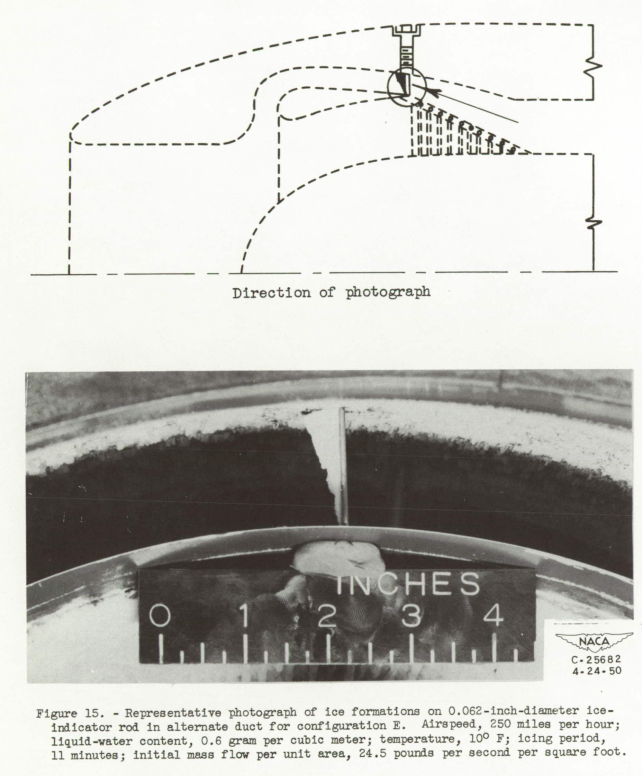 Direction of photograph
INCHES
0 1 2 3 4
NACA
C-25682
4-24-50
Figure 15. - Representative photograph of ice formations on 0.062-inch-diameter ice-
indicator rod in alternate duct for configuration E. Airspeed, 250 miles per hour;
liquid-water content, 0.6 gram per cubic meter; temperature, 10° F; icing period,
11 minutes; initial mass flow per unit area, 24.5 pounds per second per square foot.